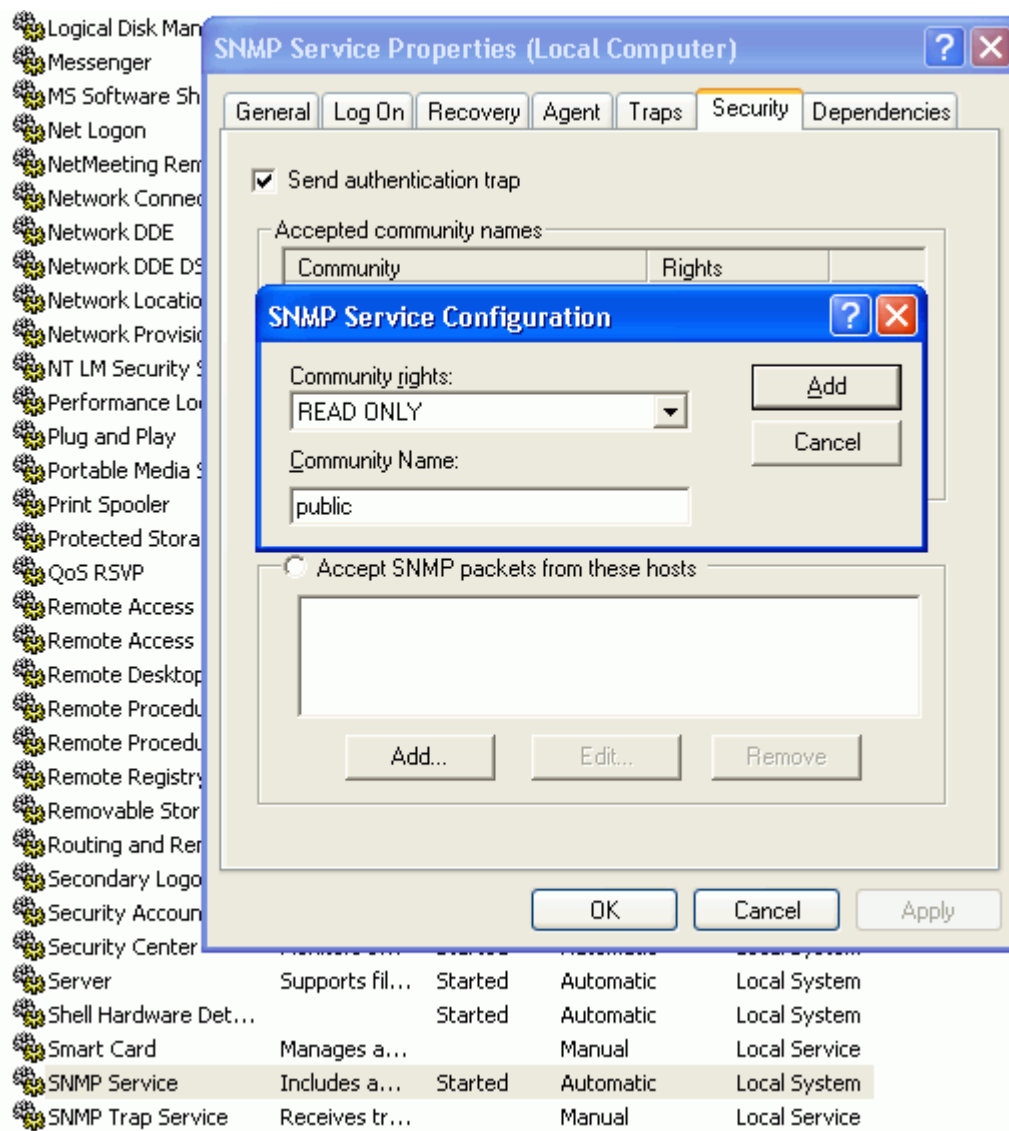 Logical Disk Man
Messenger
MS Software Sh
Net Logon
NetMeeting Rem
Network Connec
Network DDE
Network DDE DS
Network Locatio
Network Provisio
NT LM Security S
Performance Lo
Plug and Play
Portable Media S
Print Spooler
Protected Stora
QoS RSVP
Remote Access
Remote Access
Remote Desktop
Remote Procedu
Remote Procedu
Remote Registry
Removable Stor
Routing and Rem
Secondary Logo
Security Accoun
Security Center
SNMP Service Properties (Local Computer)
General Log On Recovery Agent Traps Security Dependencies
Send authentication trap
Accepted community names
Community Rights
SNMP Service Configuration
Community rights:
READ ONLY
Add
Cancel
Community Name:
public
Accept SNMP packets from these hosts
Add... Edit... Remove
OK Cancel Apply
Server Supports fil... Started Automatic Local System
Shell Hardware Det... Started Automatic Local System
Smart Card Manages a... Manual Local Service
SNMP Service Includes a... Started Automatic Local System
SNMP Trap Service Receives tr... Manual Local Service